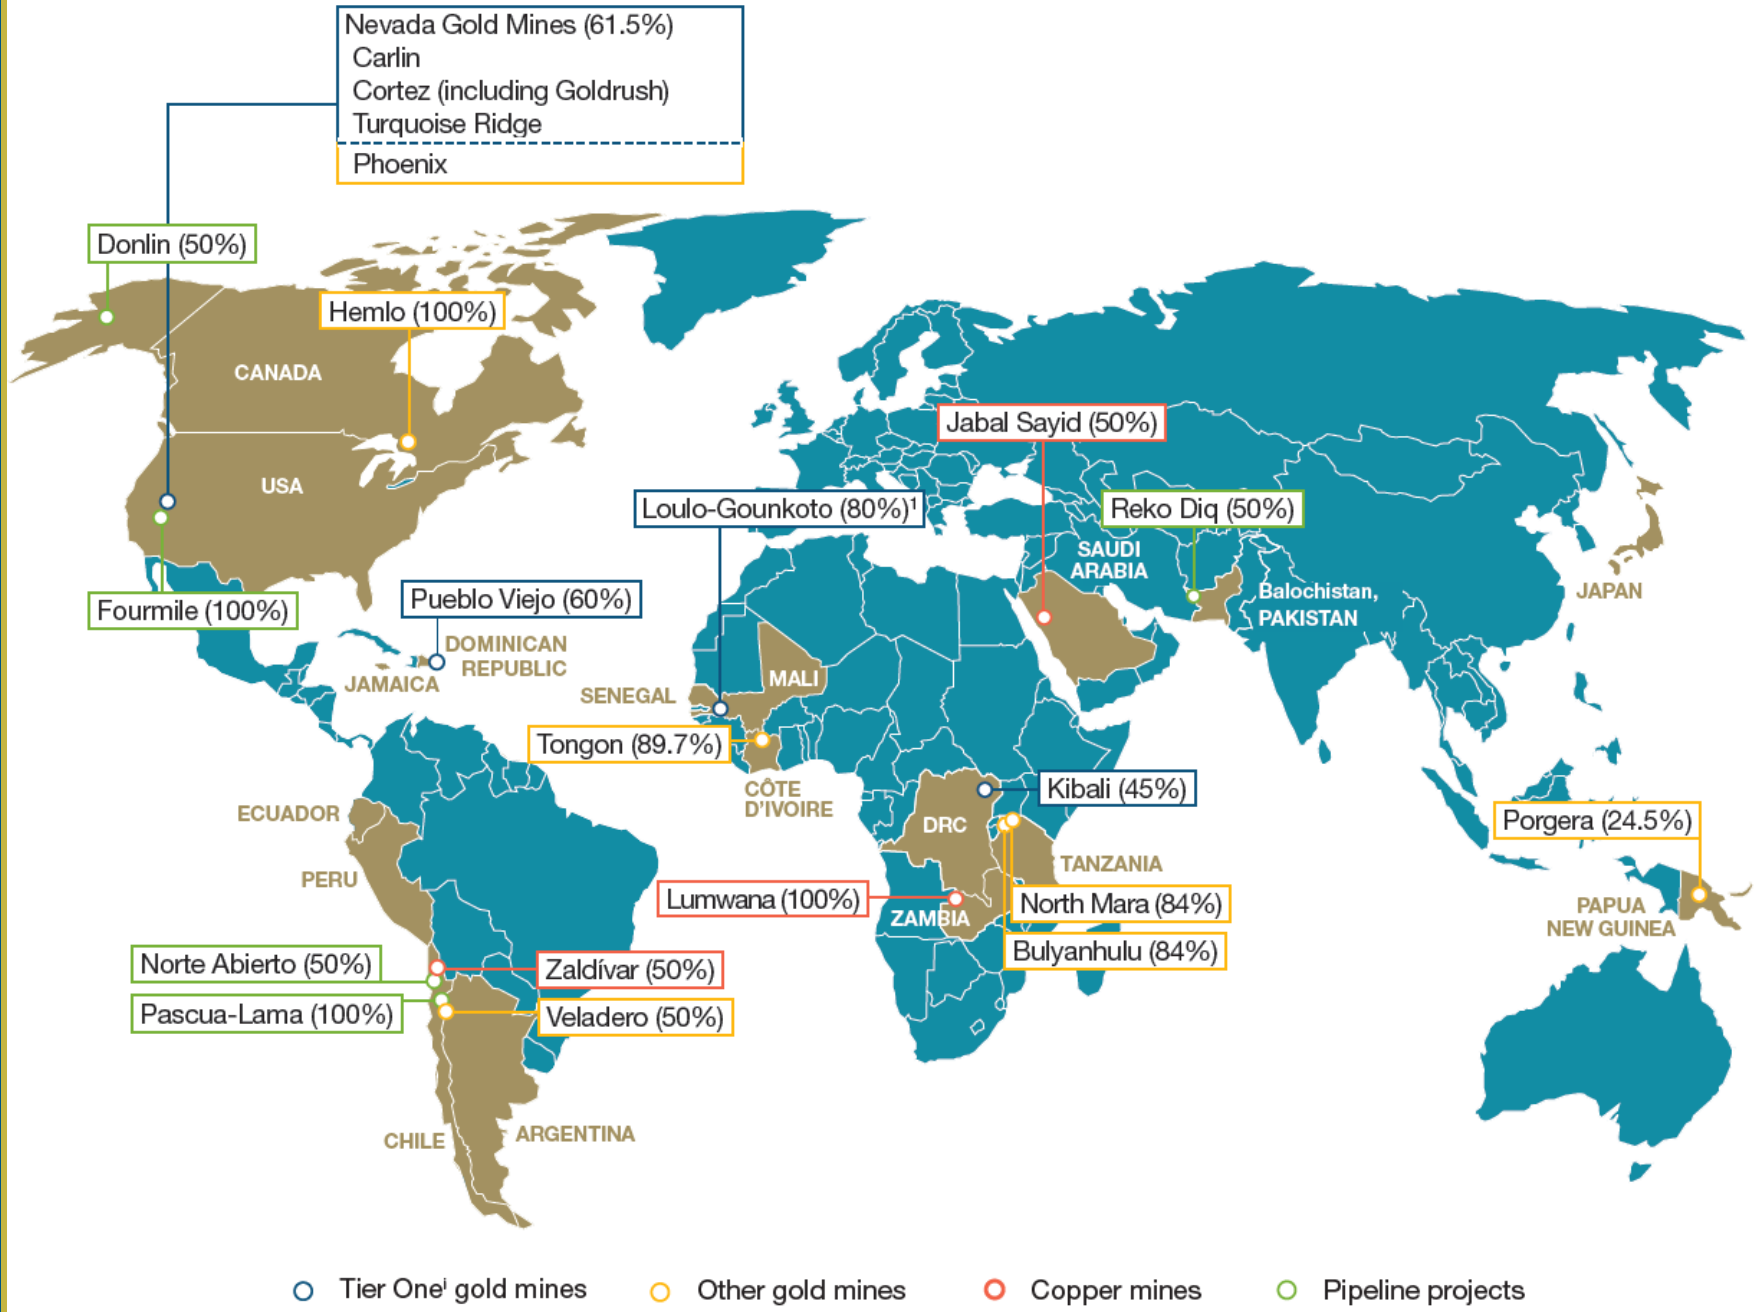 Nevada Gold Mines (61.5%)
Carlin
Cortez (including Goldrush)
Turquoise Ridge
Phoenix
Donlin (50%)
Hemlo (100%)
CANADA
USA
Jabal Sayid (50%)
Loulo-Gounkoto (80%)¹
Reko Diq (50%)
SAUDI
ARABIA
Balochistan,
PAKISTAN
JAPAN
Fourmile (100%)
Pueblo Viejo (60%)
DOMINICAN
REPUBLIC
JAMAICA
SENEGAL
MALI
Tongon (89.7%)
CÔTE
D'IVOIRE
Kibali (45%)
ECUADOR
DRC
Porgera (24.5%)
PERU
TANZANIA
Lumwana (100%)
ZAMBIA
North Mara (84%)
PAPUA
NEW GUINEA
Bulyanhulu (84%)
Norte Abierto (50%)
Zaldívar (50%)
Pascua-Lama (100%)
Veladero (50%)
CHILE
ARGENTINA
Tier Oneⁱ gold mines
Other gold mines
Copper mines
Pipeline projects